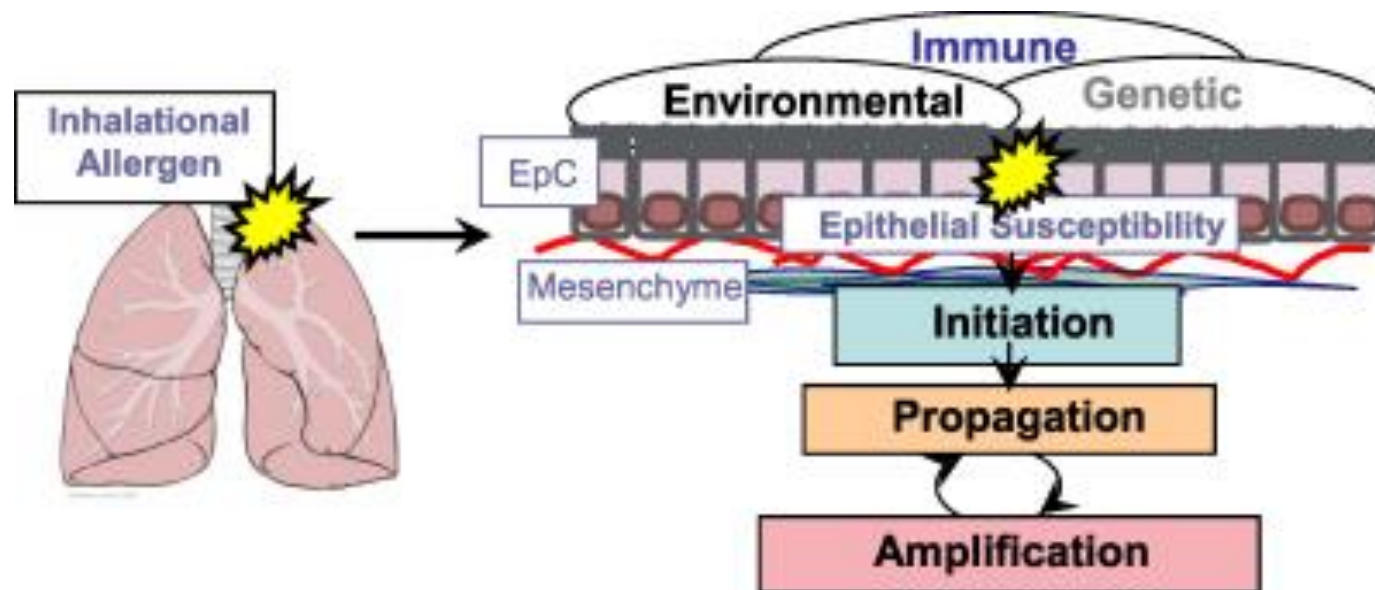 Inhalational
Allergen
Immune
Environmental
Genetic
EpC
Epithelial Susceptibility
Mesenchyme
Initiation
Propagation
Amplification